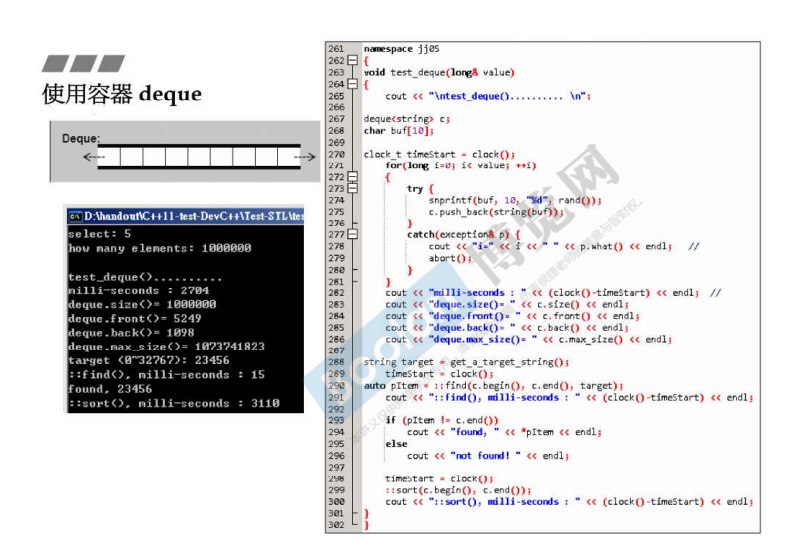 使用容器 deque
Deque:
D:\handout\C++11-test-DevC++\Test-STL\tes
select: 5
how many elements: 1000000
test_deque()..........
milli-seconds : 2704
deque.size()= 1000000
deque.front()= 5249
deque.back()= 1098
deque.max_size()= 1073741823
target (0~32767): 23456
::find(), milli-seconds : 15
found, 23456
::sort(), milli-seconds : 3110
261 namespace jj05
262 {
263 void test_deque(long& value)
264 {
265 cout << "\ntest_deque().......... \n";
266
267 deque<string> c;
268 char buf[10];
269
270 clock_t timeStart = clock();
271 for(long i=0; i< value; ++i)
272 {
273 try {
274 snprintf(buf, 10, "%d", rand());
275 c.push_back(string(buf));
276 }
277 catch(exception& p) {
278 cout << "i=" << i << " " << p.what() << endl; //
279 abort();
280 }
281 }
282 cout << "milli-seconds : " << (clock()-timeStart) << endl; //
283 cout << "deque.size()= " << c.size() << endl;
284 cout << "deque.front()= " << c.front() << endl;
285 cout << "deque.back()= " << c.back() << endl;
286 cout << "deque.max_size()= " << c.max_size() << endl;
287
288 string target = get_a_target_string();
289 timeStart = clock();
290 auto pItem = ::find(c.begin(), c.end(), target);
291 cout << "::find(), milli-seconds : " << (clock()-timeStart) << endl;
292
293 if (pItem != c.end())
294 cout << "found, " << *pItem << endl;
295 else
296 cout << "not found! " << endl;
297
298 timeStart = clock();
299 ::sort(c.begin(), c.end());
300 cout << "::sort(), milli-seconds : " << (clock()-timeStart) << endl;
301 }
302 }
Boolan
博览网